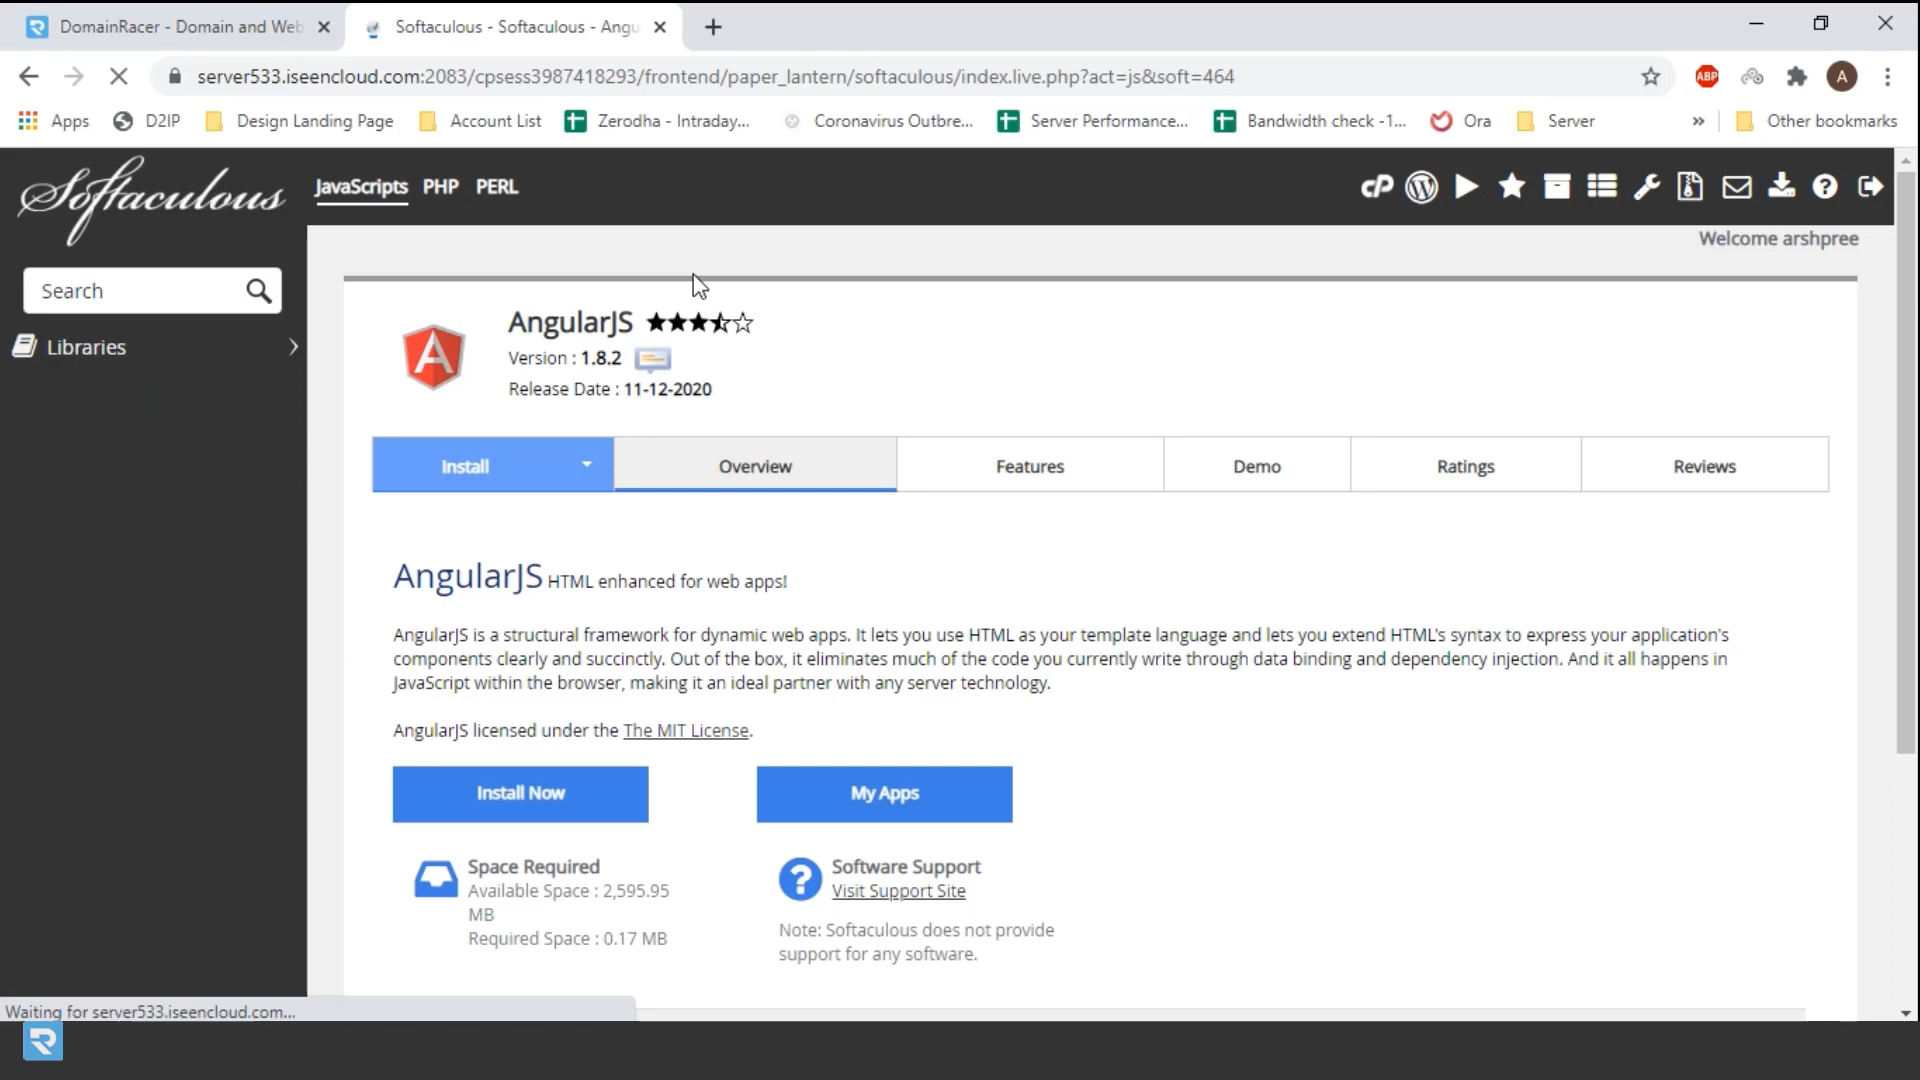 DomainRacer - Domain and Web
Softaculous - Softaculous - Angu
server533.iseencloud.com:2083/cpsess3987418293/frontend/paper_lantern/softaculous/index.live.php?act=js&soft=464
ABP
A
Apps
D2IP
Design Landing Page
Account List
Zerodha - Intraday...
Coronavirus Outbre...
Server Performance...
Bandwidth check -1...
Ora
Server
»
Other bookmarks
Softaculous
JavaScripts
PHP
PERL
cP
Welcome arshpree
Search
Libraries
A
AngularJS
Version : 1.8.2
Release Date : 11-12-2020
Install
Overview
Features
Demo
Ratings
Reviews
AngularJS HTML enhanced for web apps!
AngularJS is a structural framework for dynamic web apps. It lets you use HTML as your template language and lets you extend HTML's syntax to express your application's
components clearly and succinctly. Out of the box, it eliminates much of the code you currently write through data binding and dependency injection. And it all happens in
JavaScript within the browser, making it an ideal partner with any server technology.
AngularJS licensed under the The MIT License.
Install Now
My Apps
Space Required
Available Space : 2,595.95
MB
Required Space : 0.17 MB
Software Support
Visit Support Site
Note: Softaculous does not provide
support for any software.
Waiting for server533.iseencloud.com...